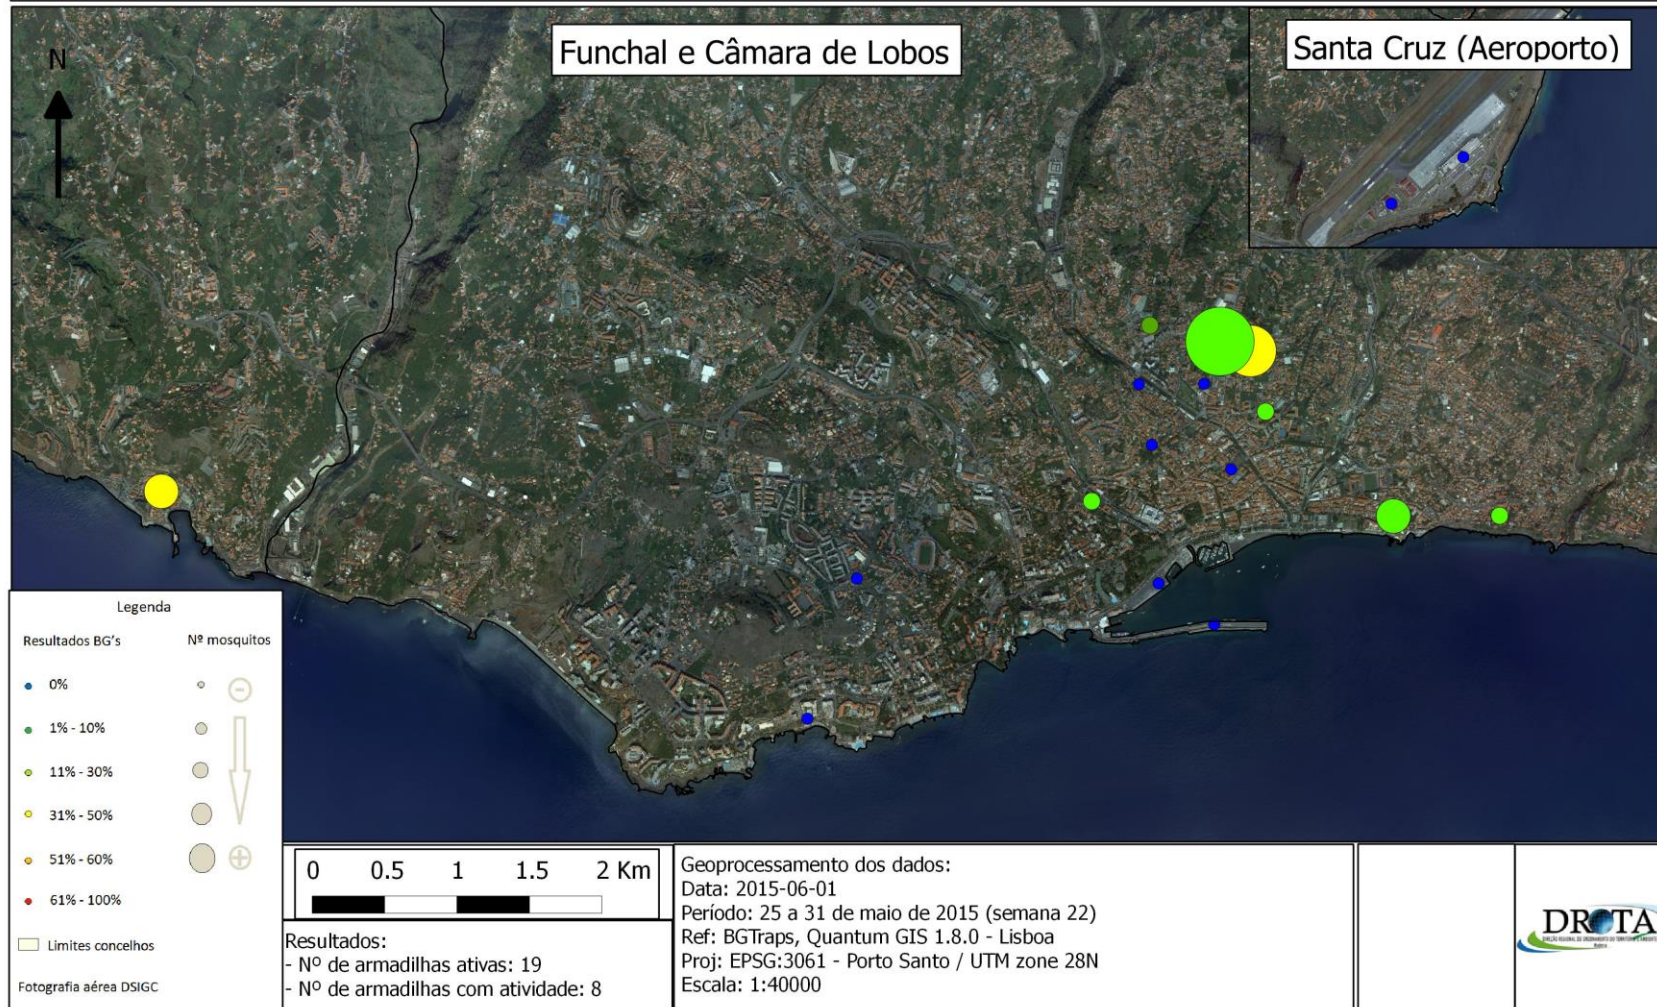 Funchal e Câmara de Lobos
Santa Cruz (Aeroporto)
N
Legenda
Resultados BG's Nº mosquitos
0%
1% - 10%
11% - 30%
31% - 50%
51% - 60%
61% - 100%
Limites concelhos
Fotografia aérea DSIGC
0 0.5 1 1.5 2 Km
Resultados:
- Nº de armadilhas ativas: 19
- Nº de armadilhas com atividade: 8
Geoprocessamento dos dados:
Data: 2015-06-01
Período: 25 a 31 de maio de 2015 (semana 22)
Ref: BGTraps, Quantum GIS 1.8.0 - Lisboa
Proj: EPSG:3061 - Porto Santo / UTM zone 28N
Escala: 1:40000
DROTA